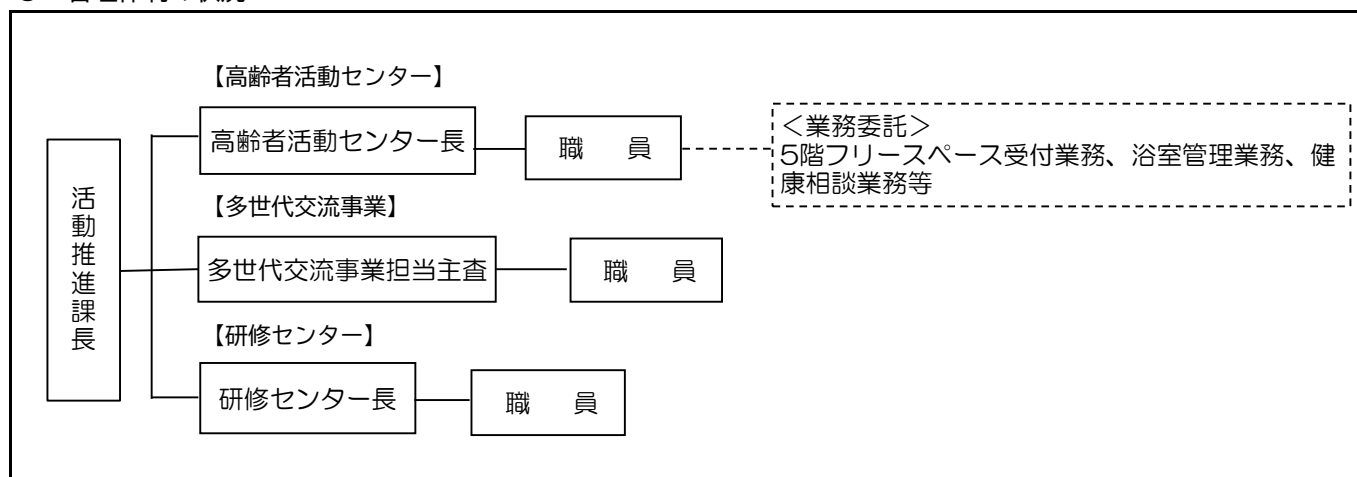 【高齢者活動センター】
高齢者活動センター長
職　員
＜業務委託＞
5階フリースペース受付業務、浴室管理業務、健
康相談業務等
活動推進課長
【多世代交流事業】
多世代交流事業担当主査
職　員
【研修センター】
研修センター長
職　員